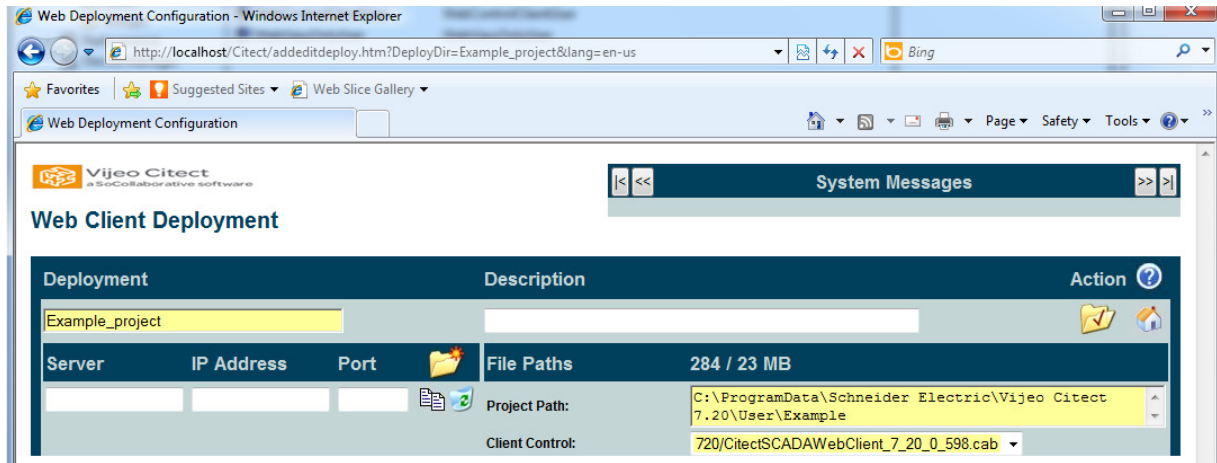 Web Deployment Configuration - Windows Internet Explorer
http://localhost/Citect/addeditdeploy.htm?DeployDir=Example_project&lang=en-us
Bing
Favorites Suggested Sites Web Slice Gallery
Web Deployment Configuration
Page Safety Tools
Vijeo Citect
a SoCollaborative software
|< << System Messages >> >|
Web Client Deployment
Deployment Description Action
Example_project
Server IP Address Port File Paths 284 / 23 MB
Project Path: C:\ProgramData\Schneider Electric\Vijeo Citect
7.20\User\Example
Client Control: 720/CitectSCADAWebClient_7_20_0_598.cab